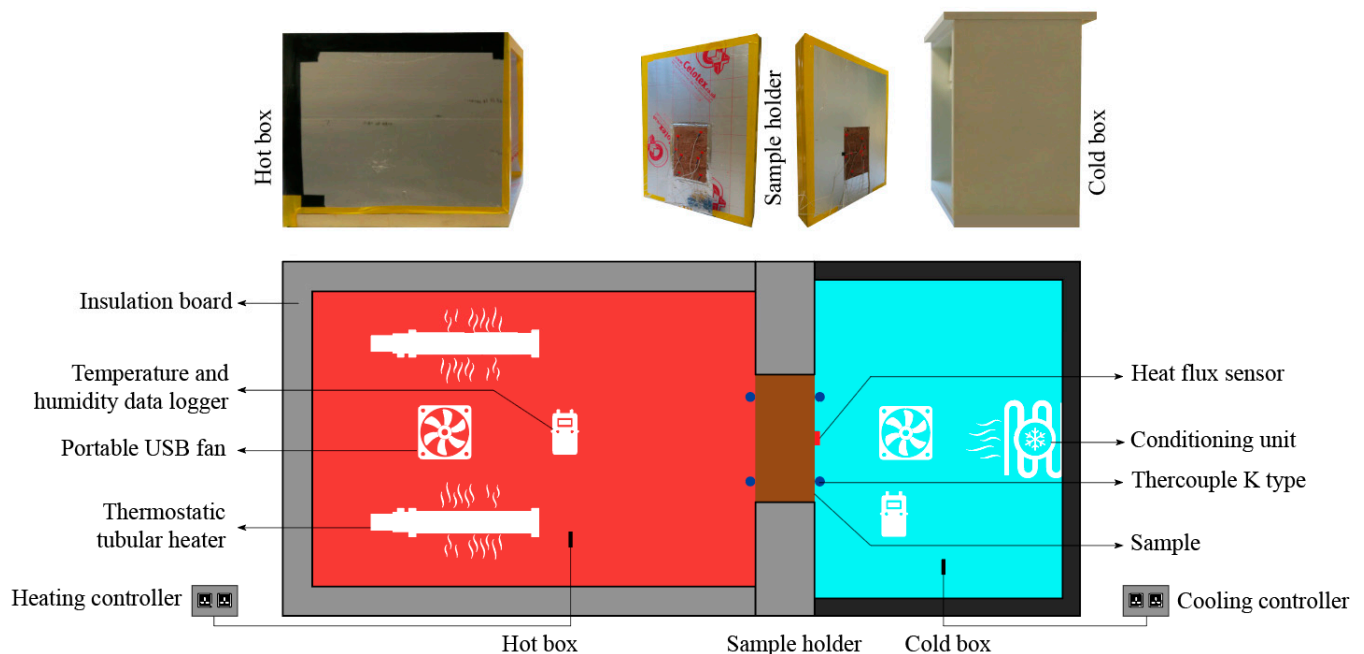 Hot box
Celotex
Sample holder
Cold box
Insulation board
Temperature and
humidity data logger
Portable USB fan
Thermostatic
tubular heater
Heating controller
Heat flux sensor
Conditioning unit
Thercouple K type
Sample
Cooling controller
Hot box
Sample holder
Cold box